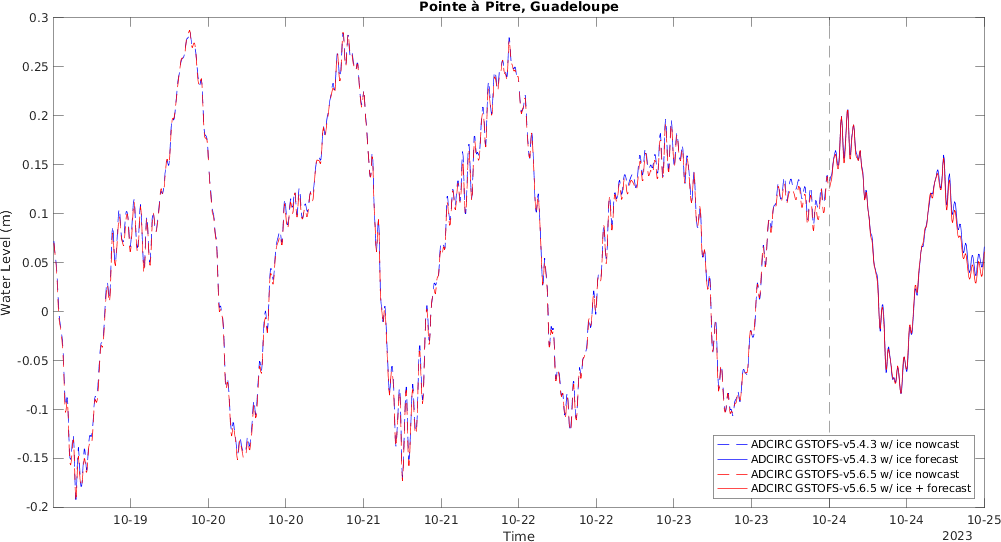 Pointe à Pitre, Guadeloupe
Water Level (m)
0.3
0.25
0.2
0.15
0.1
0.05
0
-0.05
-0.1
-0.15
-0.2
ADCIRC GSTOFS-v5.4.3 w/ ice nowcast
ADCIRC GSTOFS-v5.4.3 w/ ice forecast
ADCIRC GSTOFS-v5.6.5 w/ ice nowcast
ADCIRC GSTOFS-v5.6.5 w/ ice + forecast
10-19 10-20 10-20 10-21 10-21 10-22 10-22 10-23 10-23 10-24 10-24 10-25
Time
2023